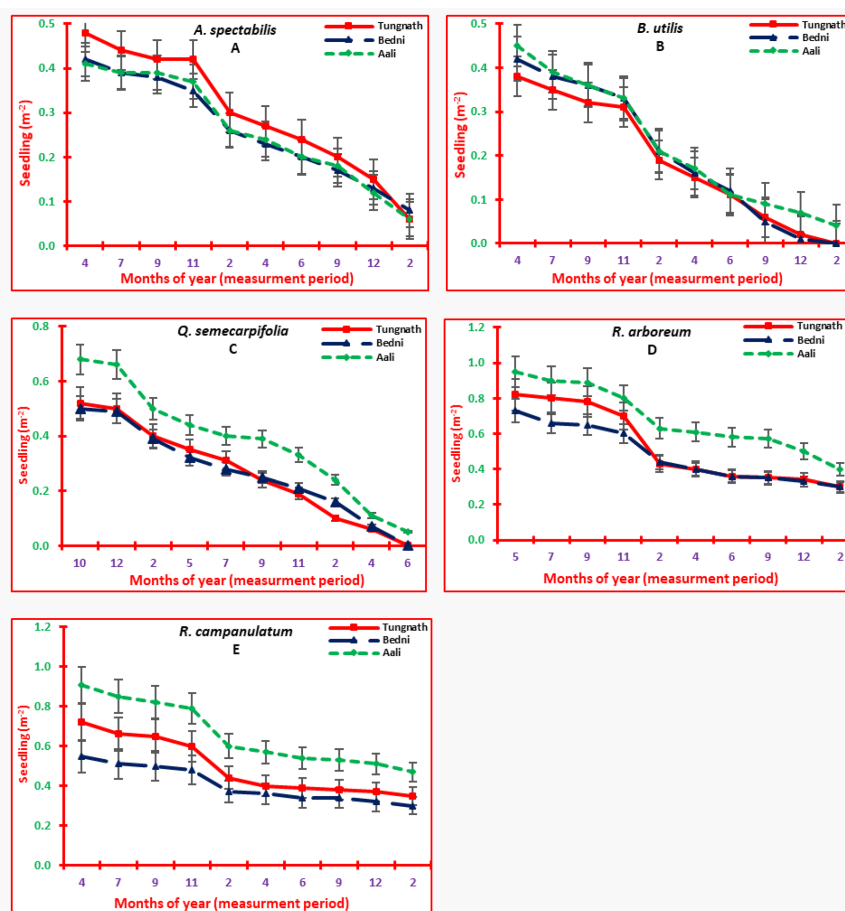 A. spectabilis
A
Tungnath
Bedni
Aali
0.5
0.4
0.3
0.2
0.1
0.0
Seedling (m-2)
4 7 9 11 2 4 6 9 12 2
Months of year (measurment period)
B. utilis
B
Tungnath
Bedni
Aali
0.5
0.4
0.3
0.2
0.1
0.0
Seedling (m-2)
4 7 9 11 2 4 6 9 12 2
Months of year (measurment period)
Q. semecarpifolia
C
Tungnath
Bedni
Aali
0.8
0.6
0.4
0.2
0.0
Seedling (m-2)
10 12 2 5 7 9 11 2 4 6
Months of year (measurment period)
R. arboreum
D
Tungnath
Bedni
Aali
1.2
1.0
0.8
0.6
0.4
0.2
0.0
Seedling (m-2)
5 7 9 11 2 4 6 9 12 2
Months of year (measurment period)
R. campanulatum
E
Tungnath
Bedni
Aali
1.2
1.0
0.8
0.6
0.4
0.2
0.0
Seedling (m-2)
4 7 9 11 2 4 6 9 12 2
Months of year (measurment period)